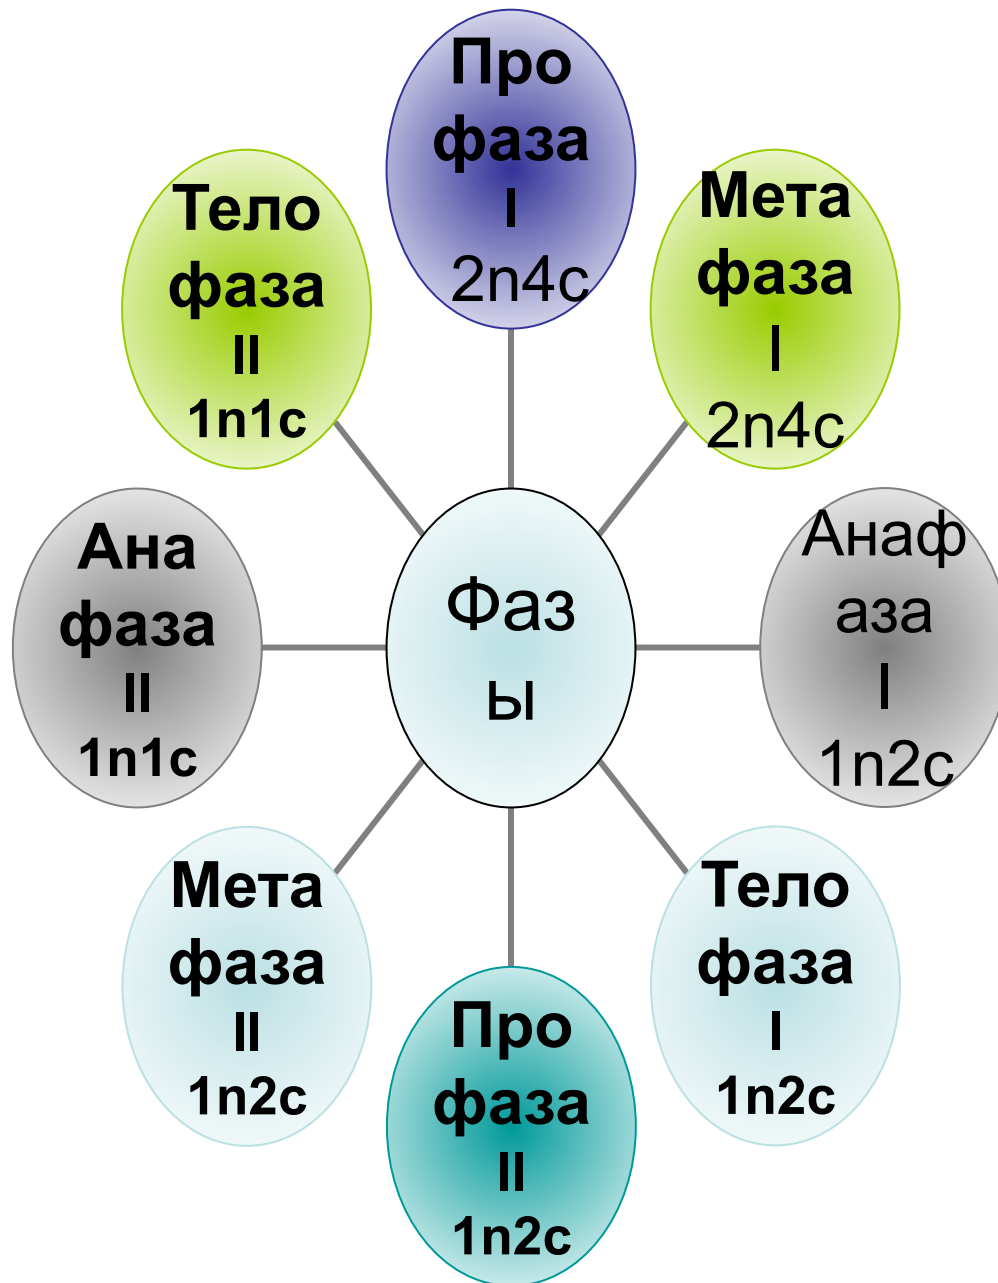 Про
фаза
I
2n4c
Мета
фаза
I
2n4c
Анаф
аза
I
1n2c
Тело
фаза
I
1n2c
Про
фаза
II
1n2c
Мета
фаза
II
1n2c
Ана
фаза
II
1n1c
Тело
фаза
II
1n1c
Фаз
ы